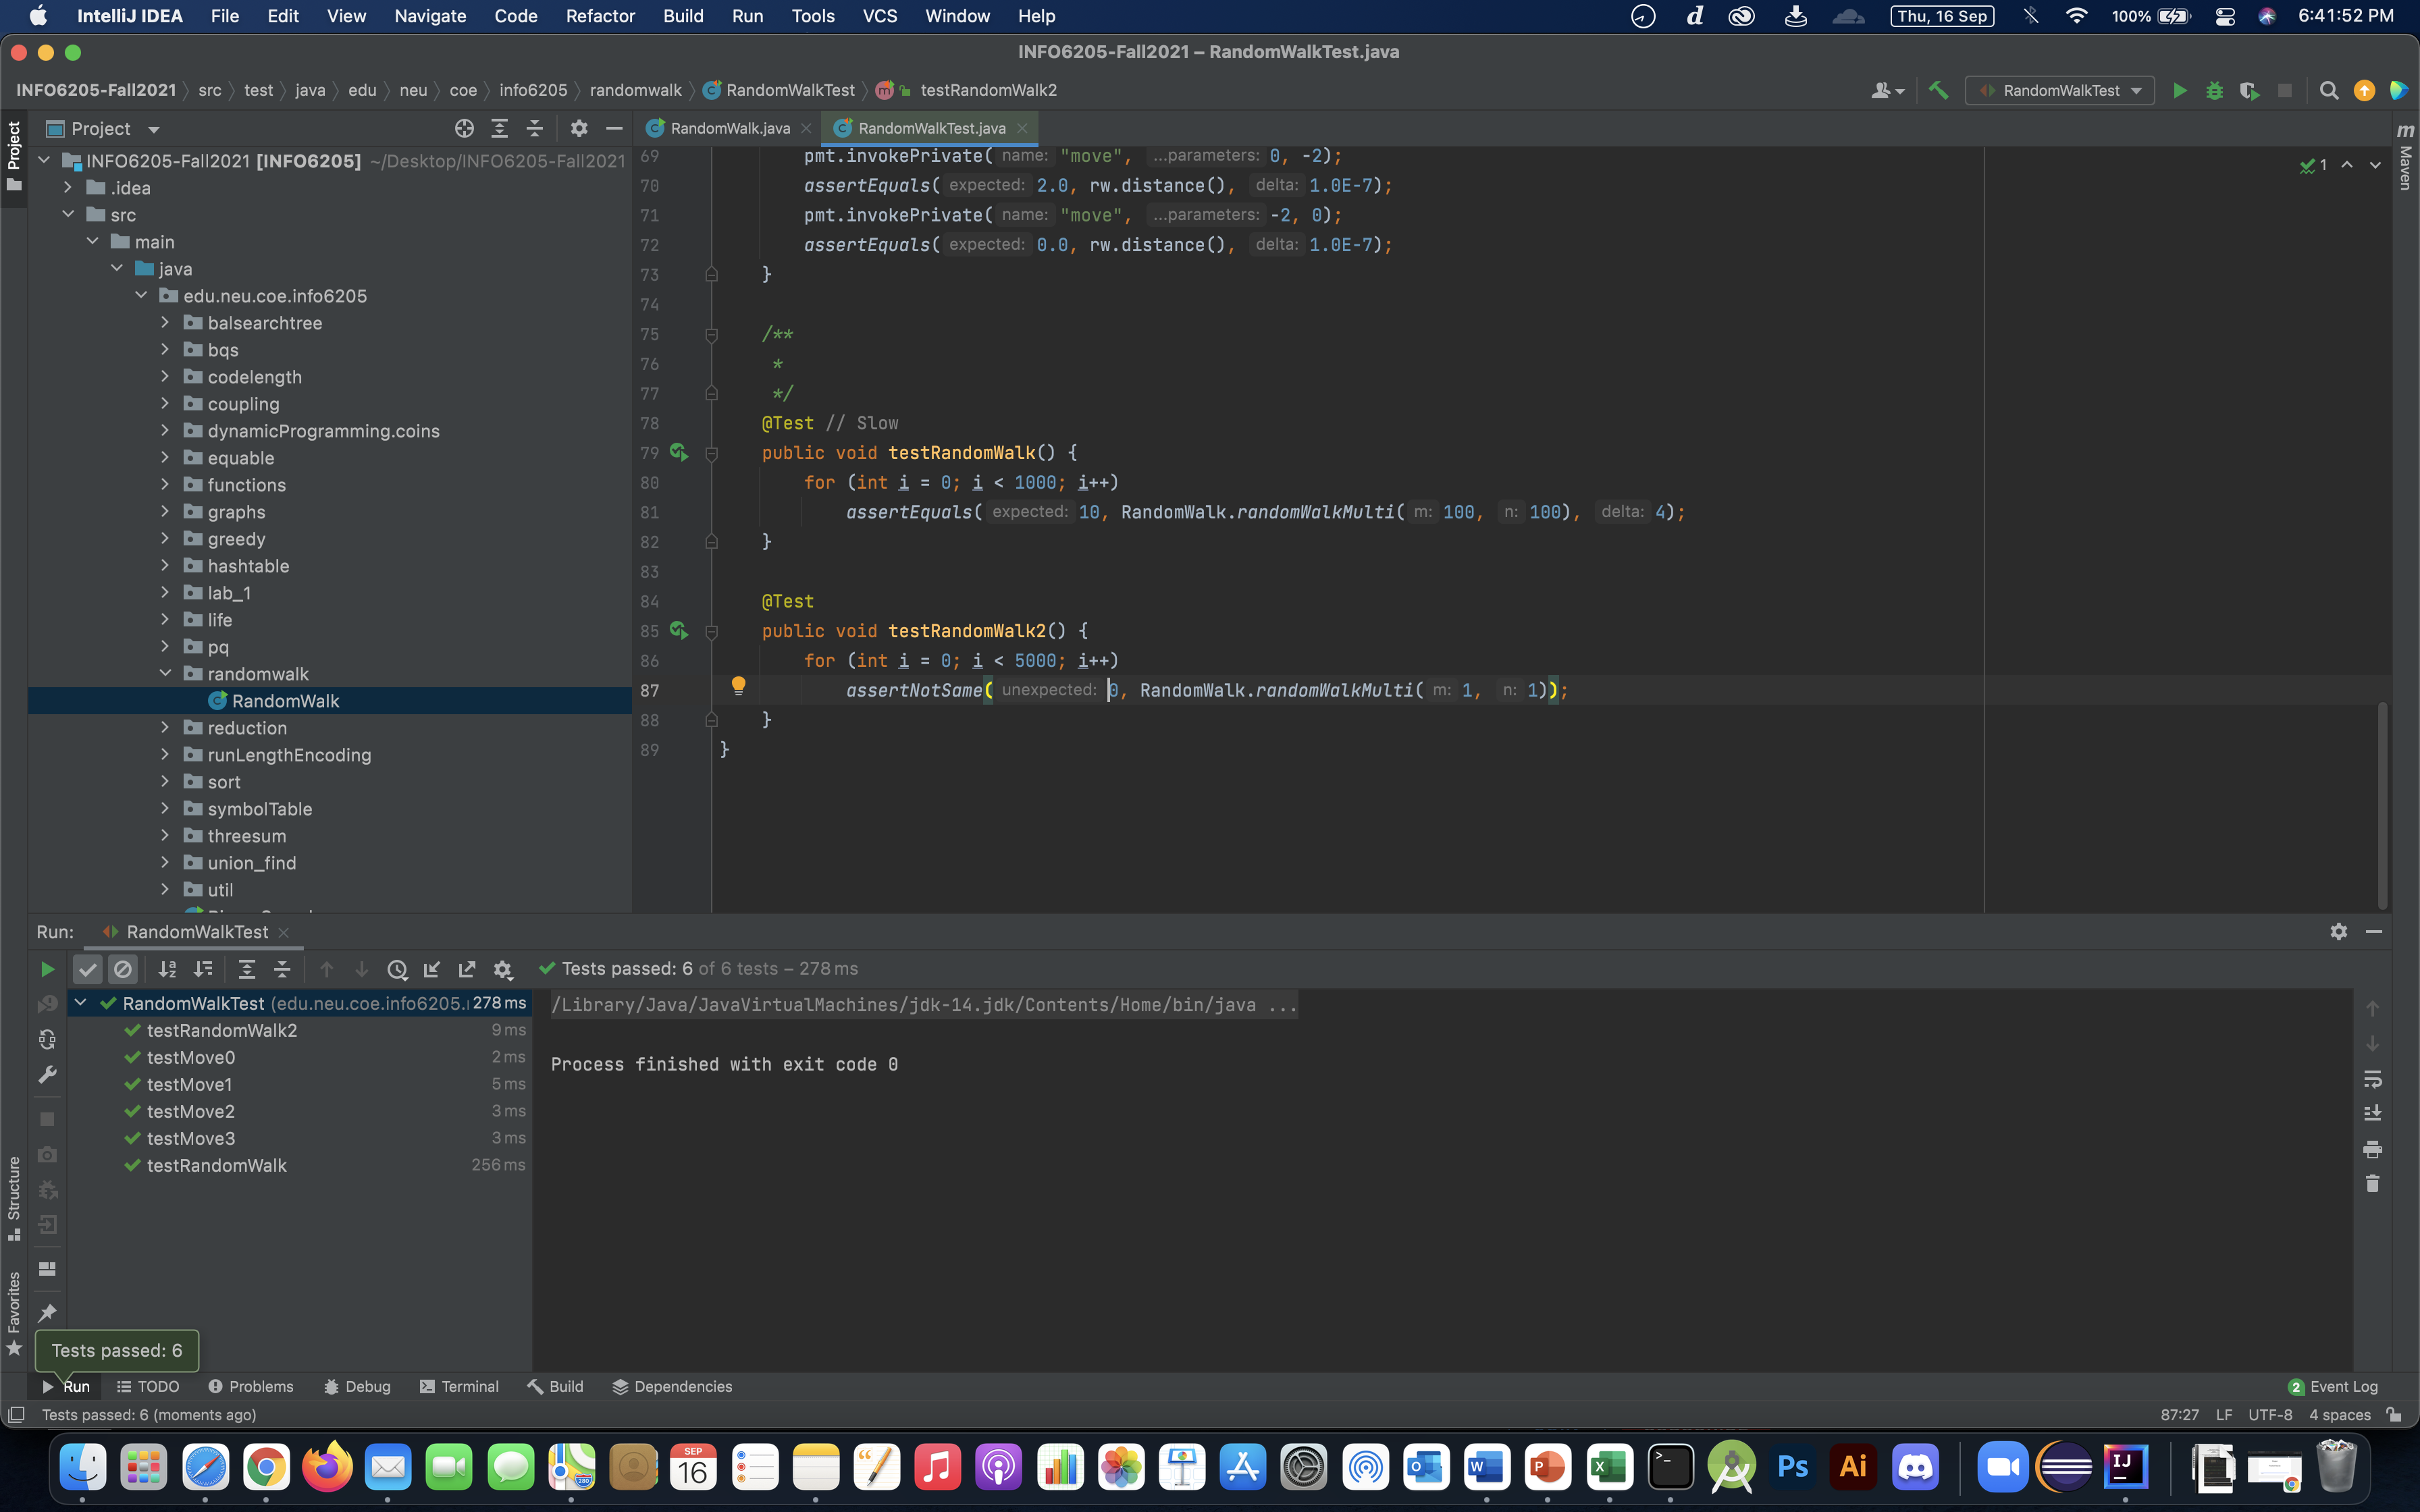 IntelliJ IDEA File Edit View Navigate Code Refactor Build Run Tools VCS Window Help
Thu, 16 Sep 100% 6:41:52 PM
INFO6205-Fall2021 – RandomWalkTest.java
INFO6205-Fall2021 src test java edu neu coe info6205 randomwalk RandomWalkTest testRandomWalk2
RandomWalkTest
Project
Project
INFO6205-Fall2021 [INFO6205] ~/Desktop/INFO6205-Fall2021
.idea
src
main
java
edu.neu.coe.info6205
balsearchtree
bqs
codelength
coupling
dynamicProgramming.coins
equable
functions
graphs
greedy
hashtable
lab_1
life
pq
randomwalk
RandomWalk
reduction
runLengthEncoding
sort
symbolTable
threesum
union_find
util
RandomWalk.java RandomWalkTest.java
Maven
1
69 pmt.invokePrivate( name: "move", ...parameters: 0, -2);
70 assertEquals( expected: 2.0, rw.distance(), delta: 1.0E-7);
71 pmt.invokePrivate( name: "move", ...parameters: -2, 0);
72 assertEquals( expected: 0.0, rw.distance(), delta: 1.0E-7);
73 }
74
75 /**
76 *
77 */
78 @Test // Slow
79 public void testRandomWalk() {
80 for (int i = 0; i < 1000; i++)
81 assertEquals( expected: 10, RandomWalk.randomWalkMulti( m: 100, n: 100), delta: 4);
82 }
83
84 @Test
85 public void testRandomWalk2() {
86 for (int i = 0; i < 5000; i++)
87 assertNotSame( unexpected: 0, RandomWalk.randomWalkMulti( m: 1, n: 1));
88 }
89 }
Run: RandomWalkTest
Tests passed: 6 of 6 tests – 278 ms
RandomWalkTest (edu.neu.coe.info6205. 278 ms
testRandomWalk2 9 ms
testMove0 2 ms
testMove1 5 ms
testMove2 3 ms
testMove3 3 ms
testRandomWalk 256 ms
/Library/Java/JavaVirtualMachines/jdk-14.jdk/Contents/Home/bin/java ...
Process finished with exit code 0
Structure
Favorites
Tests passed: 6
Run TODO Problems Debug Terminal Build Dependencies
2 Event Log
Tests passed: 6 (moments ago)
87:27 LF UTF-8 4 spaces
SEP
16
Ps
Ai
IJ